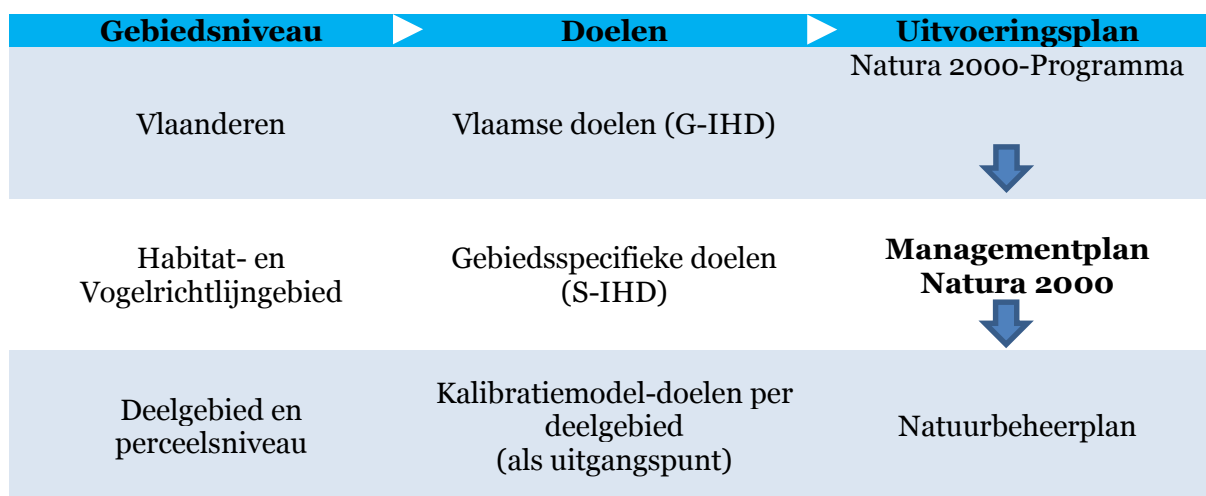 Gebiedsniveau Doelen Uitvoeringsplan
Natura 2000-Programma
Vlaanderen Vlaamse doelen (G-IHD)
Habitat- en
Vogelrichtlijngebied
Gebiedsspecifieke doelen
(S-IHD)
Managementplan
Natura 2000
Deelgebied en
perceelsniveau
Kalibratiemodel-doelen per
deelgebied
(als uitgangspunt)
Natuurbeheerplan